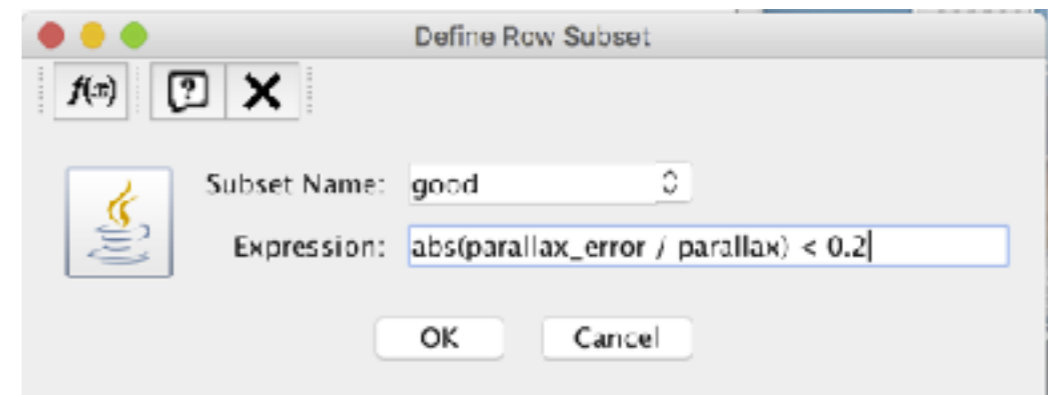 Define Row Subset
f(x)
?
Subset Name: good
Expression: abs(parallax_error / parallax) < 0.2
OK Cancel